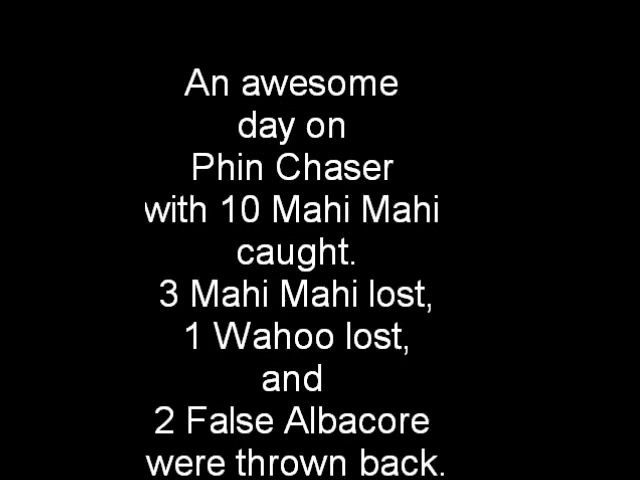 An awesome
day on
Phin Chaser
with 10 Mahi Mahi
caught.
3 Mahi Mahi lost,
1 Wahoo lost,
and
2 False Albacore
were thrown back.